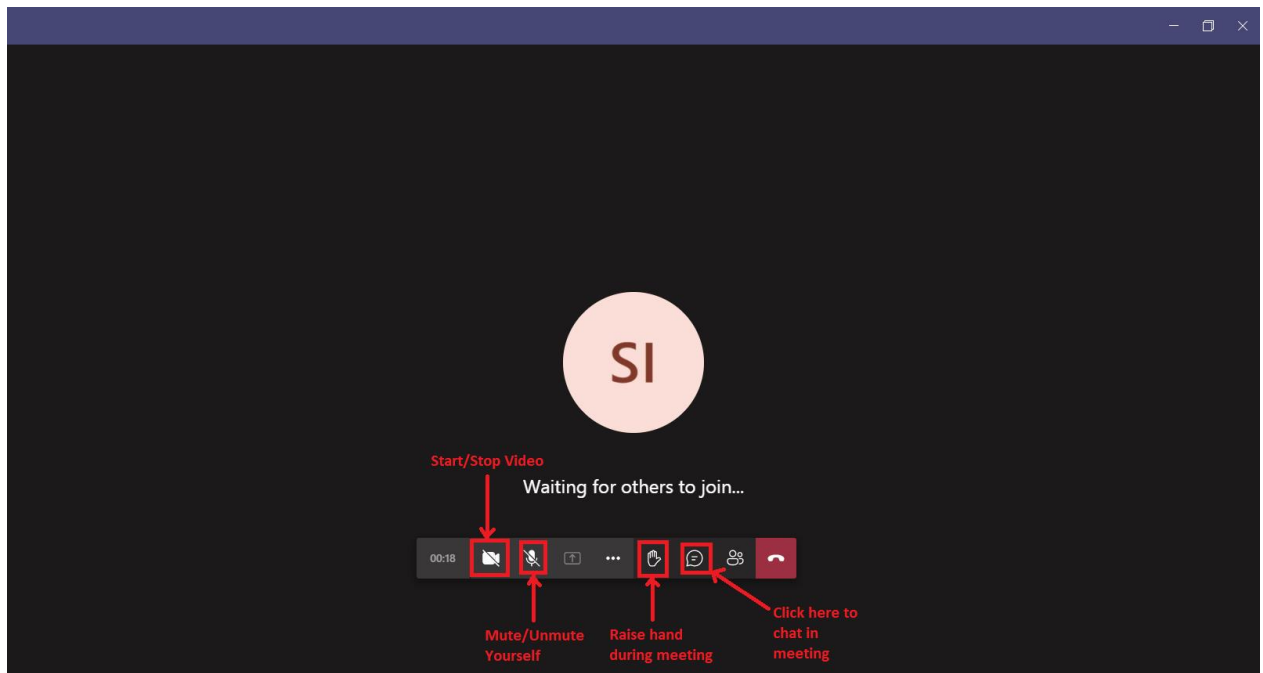 SI
Start/Stop Video
Waiting for others to join...
00:18
Mute/Unmute
Yourself
Raise hand
during meeting
Click here to
chat in
meeting